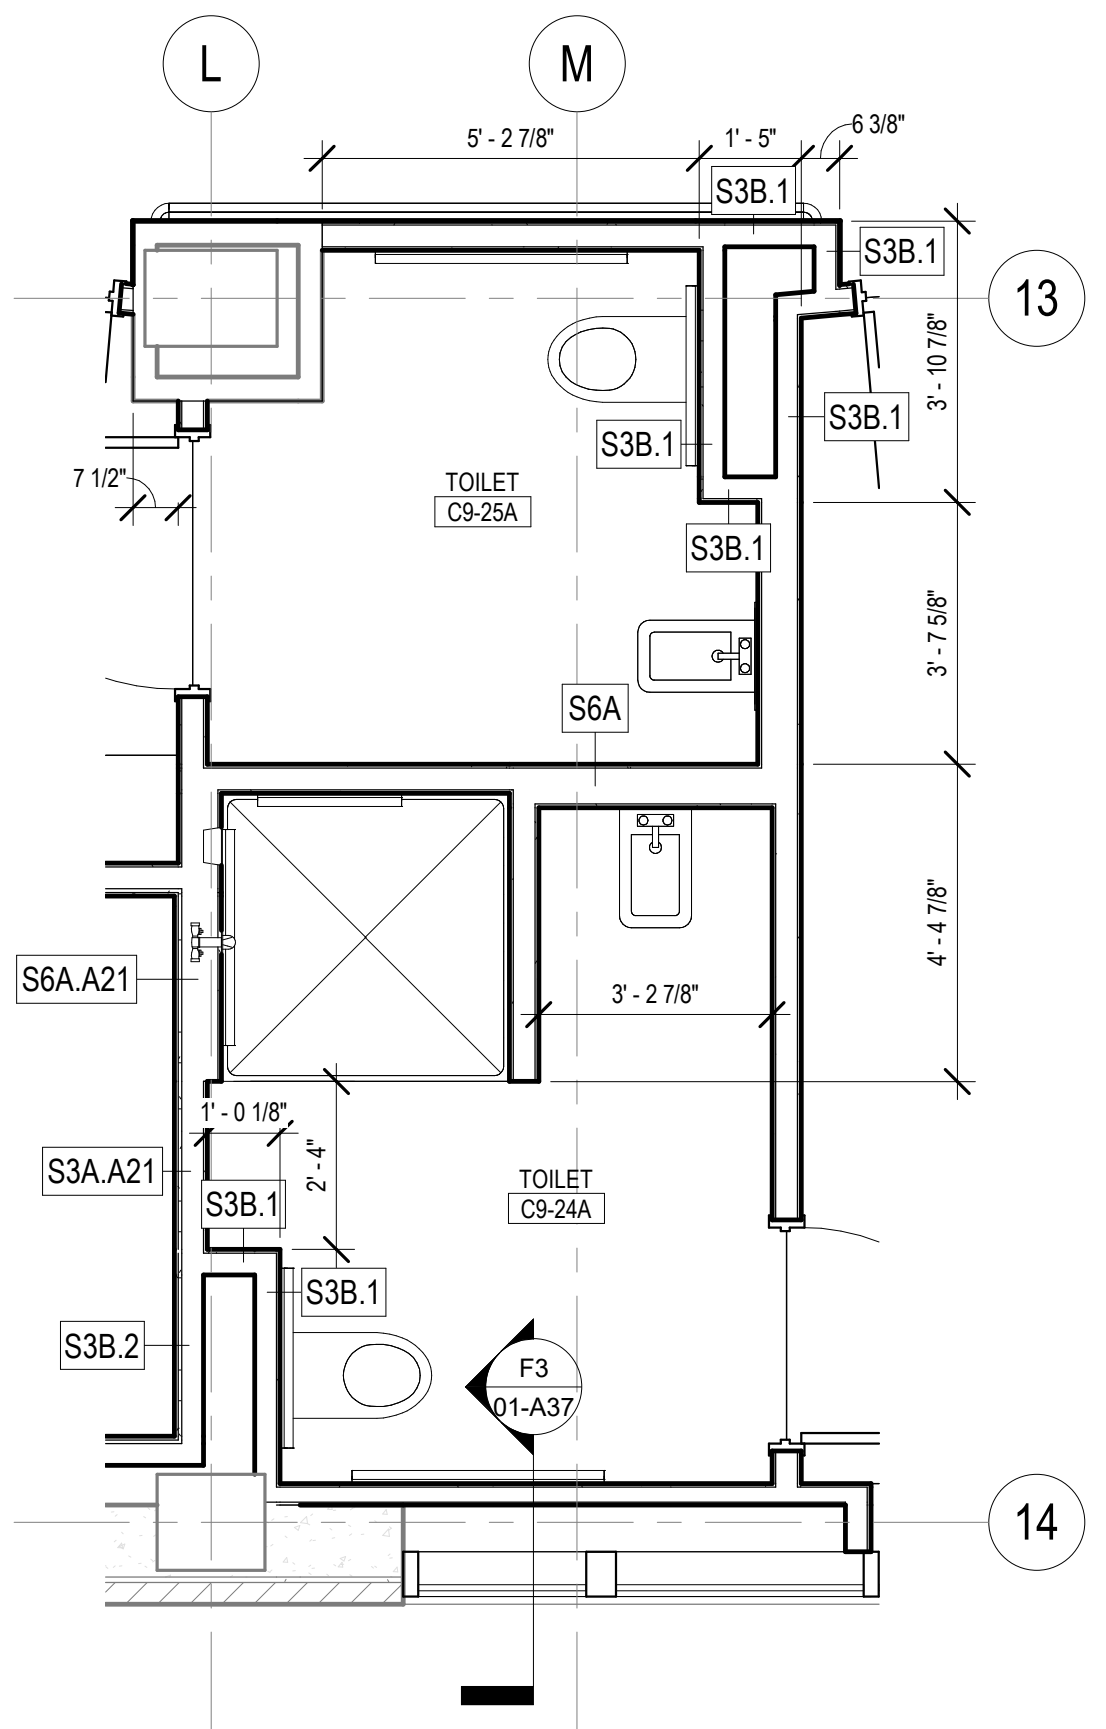 L
M
5' - 2 7/8"
1' - 5"
6 3/8"
S3B.1
S3B.1
13
3' - 10 7/8"
S3B.1
S3B.1
7 1/2"
TOILET
C9-25A
S3B.1
3' - 7 5/8"
S6A
4' - 4 7/8"
S6A.A21
3' - 2 7/8"
1' - 0 1/8"
2' - 4"
S3A.A21
TOILET
C9-24A
S3B.1
S3B.1
S3B.2
F3
01-A37
14